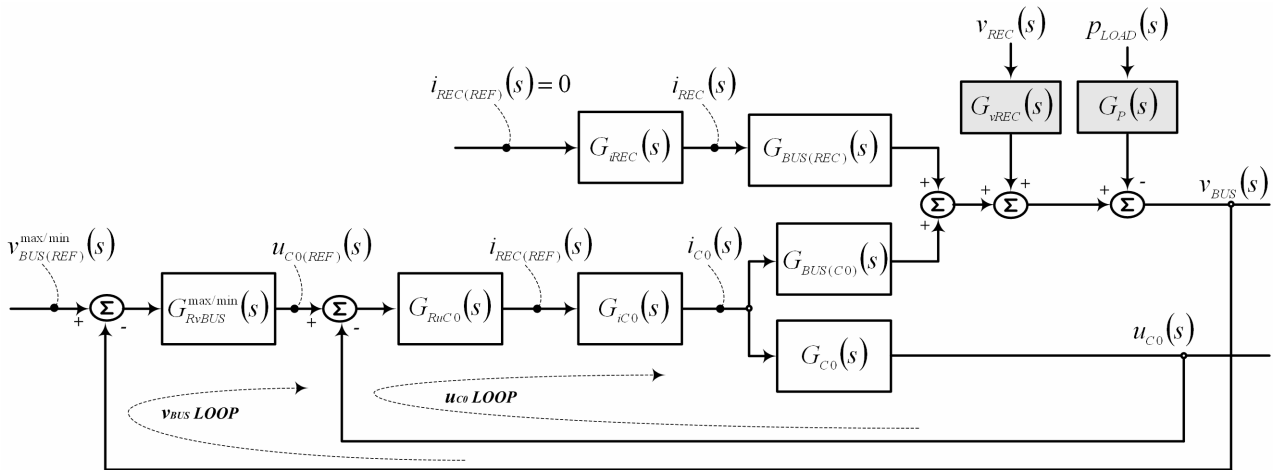 v_REC(s)
p_LOAD(s)
i_REC(REF)(s)=0
i_REC(s)
G_iREC(s)
G_BUS(REC)(s)
G_vREC(s)
G_P(s)
+
+
+
+
-
+
Σ
Σ
Σ
v_BUS(s)
v_BUS(REF)^max/min(s)
u_C0(REF)(s)
i_REC(REF)(s)
i_C0(s)
G_BUS(C0)(s)
+
-
Σ
G_RvBUS^max/min(s)
+
-
Σ
G_RuC0(s)
G_iC0(s)
G_C0(s)
u_C0(s)
v_BUS LOOP
u_C0 LOOP